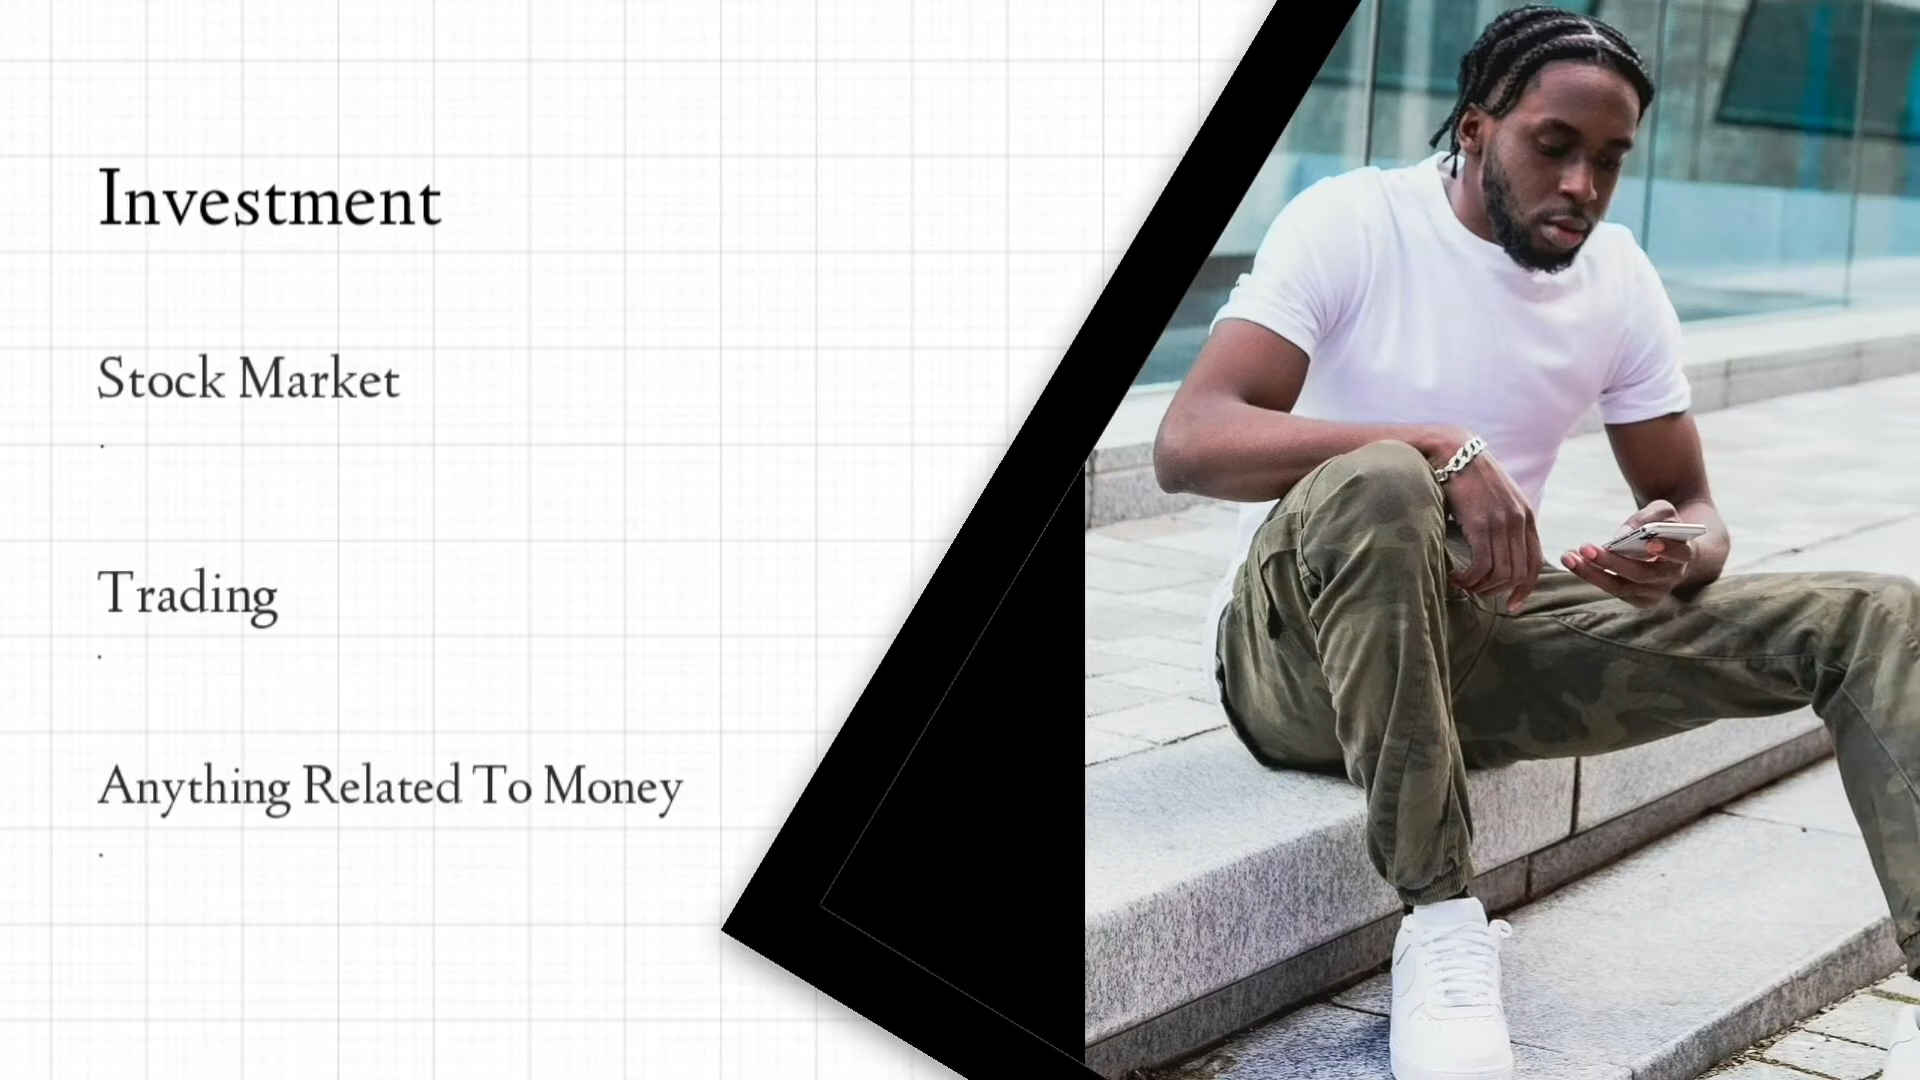 Investment
Stock Market
.
Trading
.
Anything Related To Money
.